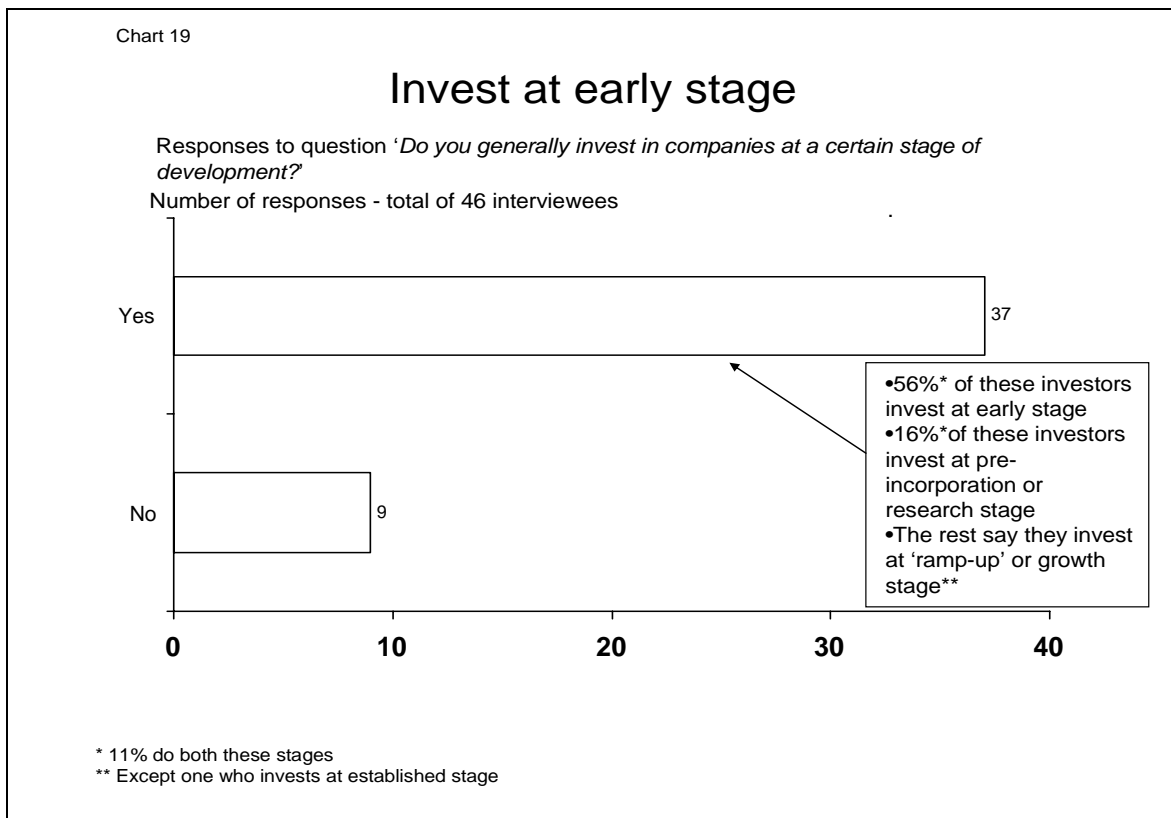 Chart 19
Invest at early stage
Responses to question ‘Do you generally invest in companies at a certain stage of
development?’
Number of responses - total of 46 interviewees
Yes
37
•56%* of these investors
invest at early stage
•16%*of these investors
invest at pre-
incorporation or
research stage
•The rest say they invest
at ‘ramp-up’ or growth
stage**
No
9
0 10 20 30 40
* 11% do both these stages
** Except one who invests at established stage